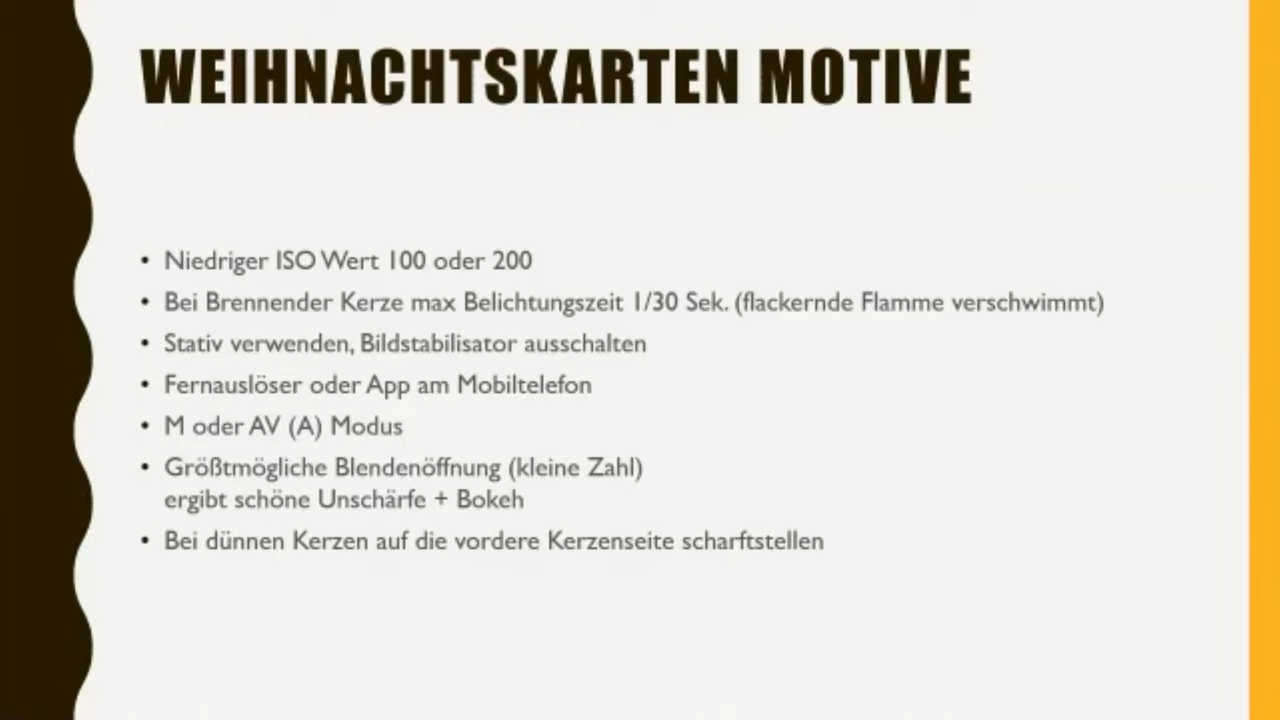 WEIHNACHTSKARTEN MOTIVE
• Niedriger ISO Wert 100 oder 200
• Bei Brennender Kerze max Belichtungszeit 1/30 Sek. (flackernde Flamme verschwimmt)
• Stativ verwenden, Bildstabilisator ausschalten
• Fernauslöser oder App am Mobiltelefon
• M oder AV (A) Modus
• Größtmögliche Blendenöffnung (kleine Zahl)
ergibt schöne Unschärfe + Bokeh
• Bei dünnen Kerzen auf die vordere Kerzenseite scharftstellen